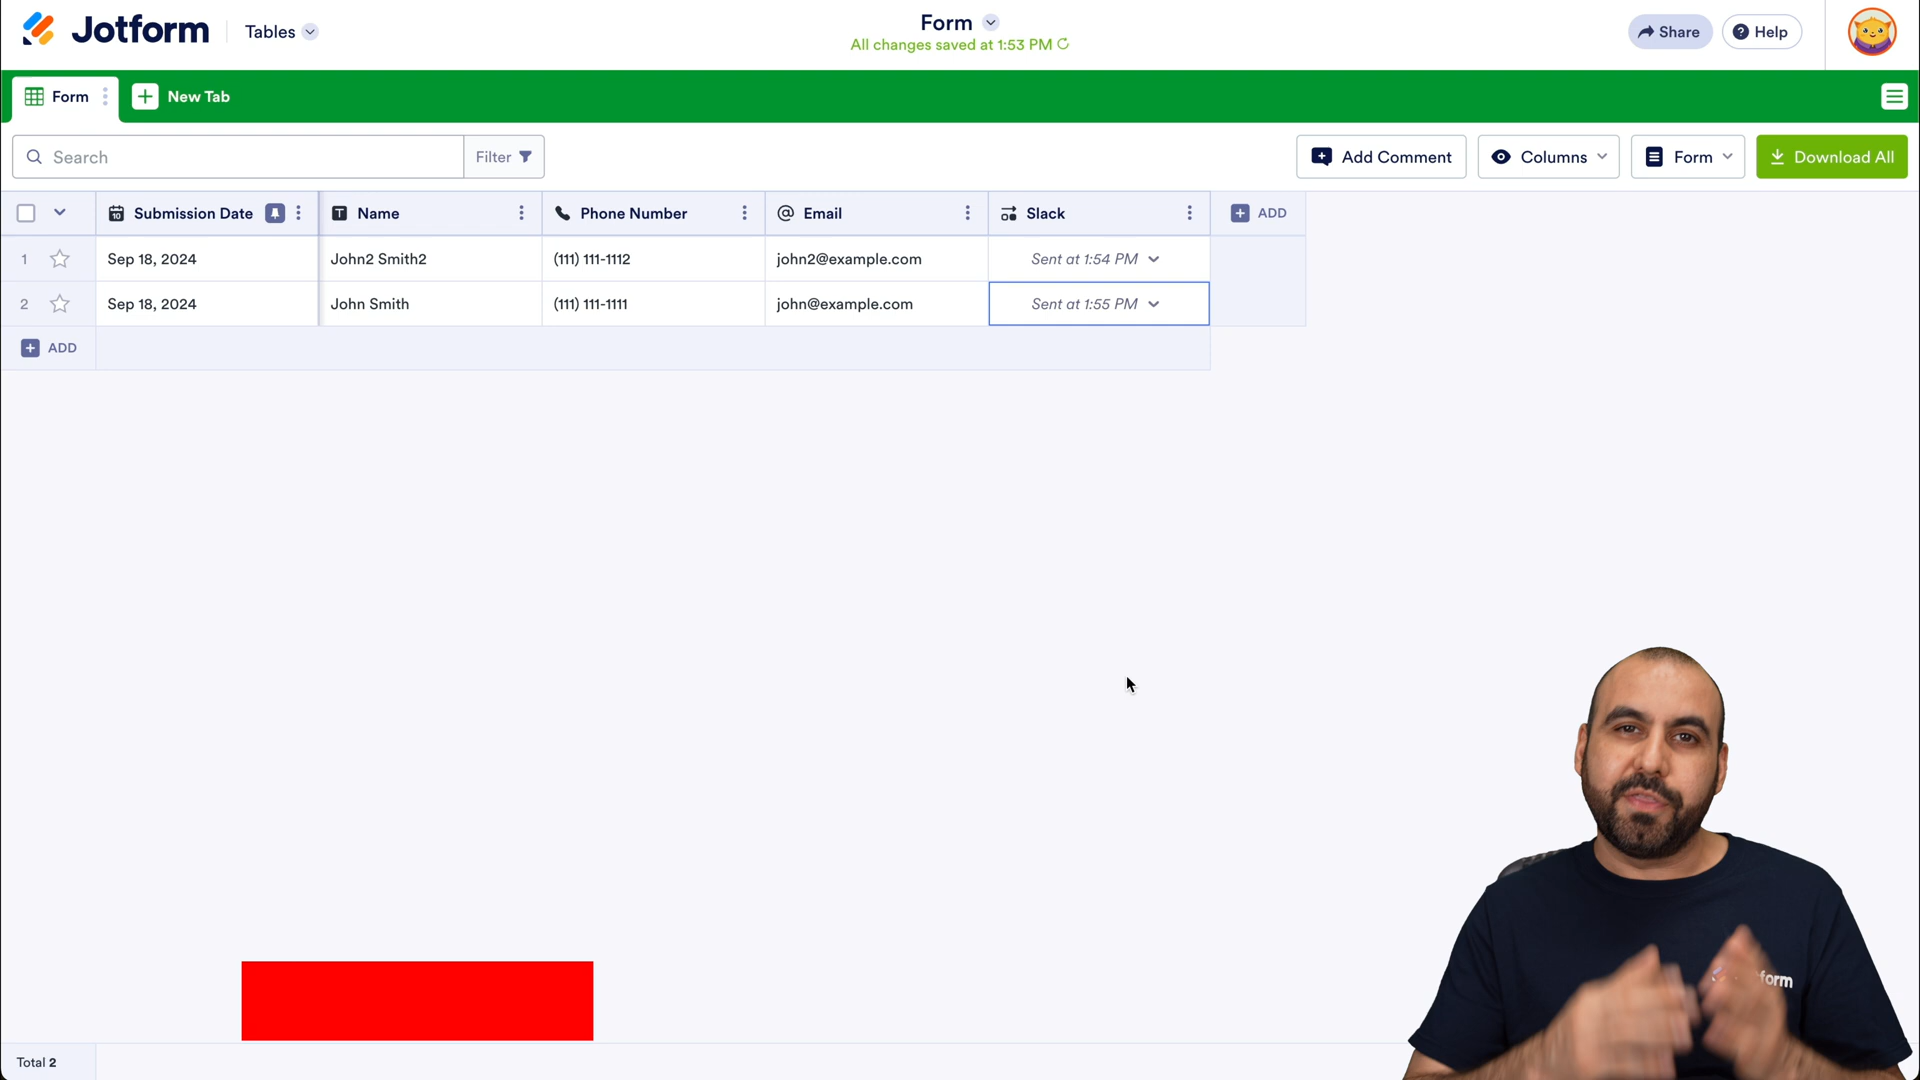 Jotform
Tables
Form
All changes saved at 1:53 PM
Share
Help
Form
New Tab
Search
Filter
Add Comment
Columns
Form
Download All
Submission Date
Name
Phone Number
Email
Slack
ADD
1
Sep 18, 2024
John2 Smith2
(111) 111-1112
john2@example.com
Sent at 1:54 PM
2
Sep 18, 2024
John Smith
(111) 111-1111
john@example.com
Sent at 1:55 PM
ADD
Total 2